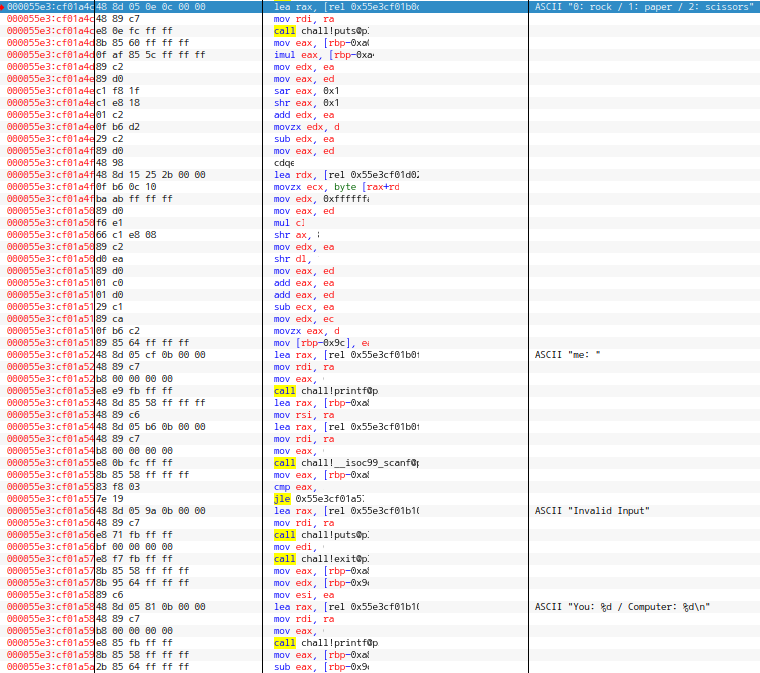 000055e3:cf01a4c 48 8d 05 0e 0c 00 00 lea rax, [rel 0x55e3cf01b0 ASCII "0: rock / 1: paper / 2: scissors"
000055e3:cf01a4c 48 89 c7 mov rdi, ra
000055e3:cf01a4c e8 0e fc ff ff call chall!puts@p
000055e3:cf01a4d 8b 85 60 ff ff ff mov eax, [rbp-0xa
000055e3:cf01a4d 0f af 85 5c ff ff ff imul eax, [rbp-0xa
000055e3:cf01a4d 89 c2 mov edx, ea
000055e3:cf01a4e 89 d0 mov eax, ed
000055e3:cf01a4e c1 f8 1f sar eax, 0x1
000055e3:cf01a4e c1 e8 18 shr eax, 0x1
000055e3:cf01a4e 01 c2 add edx, ea
000055e3:cf01a4e 0f b6 d2 movzx edx, d
000055e3:cf01a4e 29 c2 sub edx, ea
000055e3:cf01a4f 89 d0 mov eax, ed
000055e3:cf01a4f 48 98 cdqe
000055e3:cf01a4f 48 8d 15 25 2b 00 00 lea rdx, [rel 0x55e3cf01d0
000055e3:cf01a4f 0f b6 0c 10 movzx ecx, byte [rax+rd
000055e3:cf01a4f ba ab ff ff ff mov edx, 0xffffff
000055e3:cf01a50 89 d0 mov eax, ed
000055e3:cf01a50 f6 e1 mul c
000055e3:cf01a50 66 c1 e8 08 shr ax,
000055e3:cf01a50 89 c2 mov edx, ea
000055e3:cf01a50 d0 ea shr dl,
000055e3:cf01a51 89 d0 mov eax, ed
000055e3:cf01a51 01 c0 add eax, ea
000055e3:cf01a51 01 d0 add eax, ed
000055e3:cf01a51 29 c1 sub ecx, ea
000055e3:cf01a51 89 ca mov edx, ec
000055e3:cf01a51 0f b6 c2 movzx eax, d
000055e3:cf01a51 89 85 64 ff ff ff mov [rbp-0x9c], ea
000055e3:cf01a52 48 8d 05 cf 0b 00 00 lea rax, [rel 0x55e3cf01b0 ASCII "me: "
000055e3:cf01a52 48 89 c7 mov rdi, ra
000055e3:cf01a52 b8 00 00 00 00 mov eax,
000055e3:cf01a53 e8 e9 fb ff ff call chall!printf@p
000055e3:cf01a53 48 8d 85 58 ff ff ff lea rax, [rbp-0xa
000055e3:cf01a53 48 89 c6 mov rsi, ra
000055e3:cf01a54 48 8d 05 b6 0b 00 00 lea rax, [rel 0x55e3cf01b0
000055e3:cf01a54 48 89 c7 mov rdi, ra
000055e3:cf01a54 b8 00 00 00 00 mov eax,
000055e3:cf01a55 e8 0b fc ff ff call chall!__isoc99_scanf@p
000055e3:cf01a55 8b 85 58 ff ff ff mov eax, [rbp-0xa
000055e3:cf01a55 83 f8 03 cmp eax,
000055e3:cf01a55 7e 19 jle 0x55e3cf01a5
000055e3:cf01a56 48 8d 05 9a 0b 00 00 lea rax, [rel 0x55e3cf01b1 ASCII "Invalid Input"
000055e3:cf01a56 48 89 c7 mov rdi, ra
000055e3:cf01a56 e8 71 fb ff ff call chall!puts@p
000055e3:cf01a56 bf 00 00 00 00 mov edi,
000055e3:cf01a57 e8 f7 fb ff ff call chall!exit@p
000055e3:cf01a57 8b 85 58 ff ff ff mov eax, [rbp-0xa
000055e3:cf01a57 8b 95 64 ff ff ff mov edx, [rbp-0x9
000055e3:cf01a58 89 c6 mov esi, ea
000055e3:cf01a58 48 8d 05 81 0b 00 00 lea rax, [rel 0x55e3cf01b1 ASCII "You: %d / Computer: %d\n"
000055e3:cf01a58 48 89 c7 mov rdi, ra
000055e3:cf01a59 b8 00 00 00 00 mov eax,
000055e3:cf01a59 e8 85 fb ff ff call chall!printf@p
000055e3:cf01a59 8b 85 58 ff ff ff mov eax, [rbp-0xa
000055e3:cf01a5a 2b 85 64 ff ff ff sub eax, [rbp-0x9